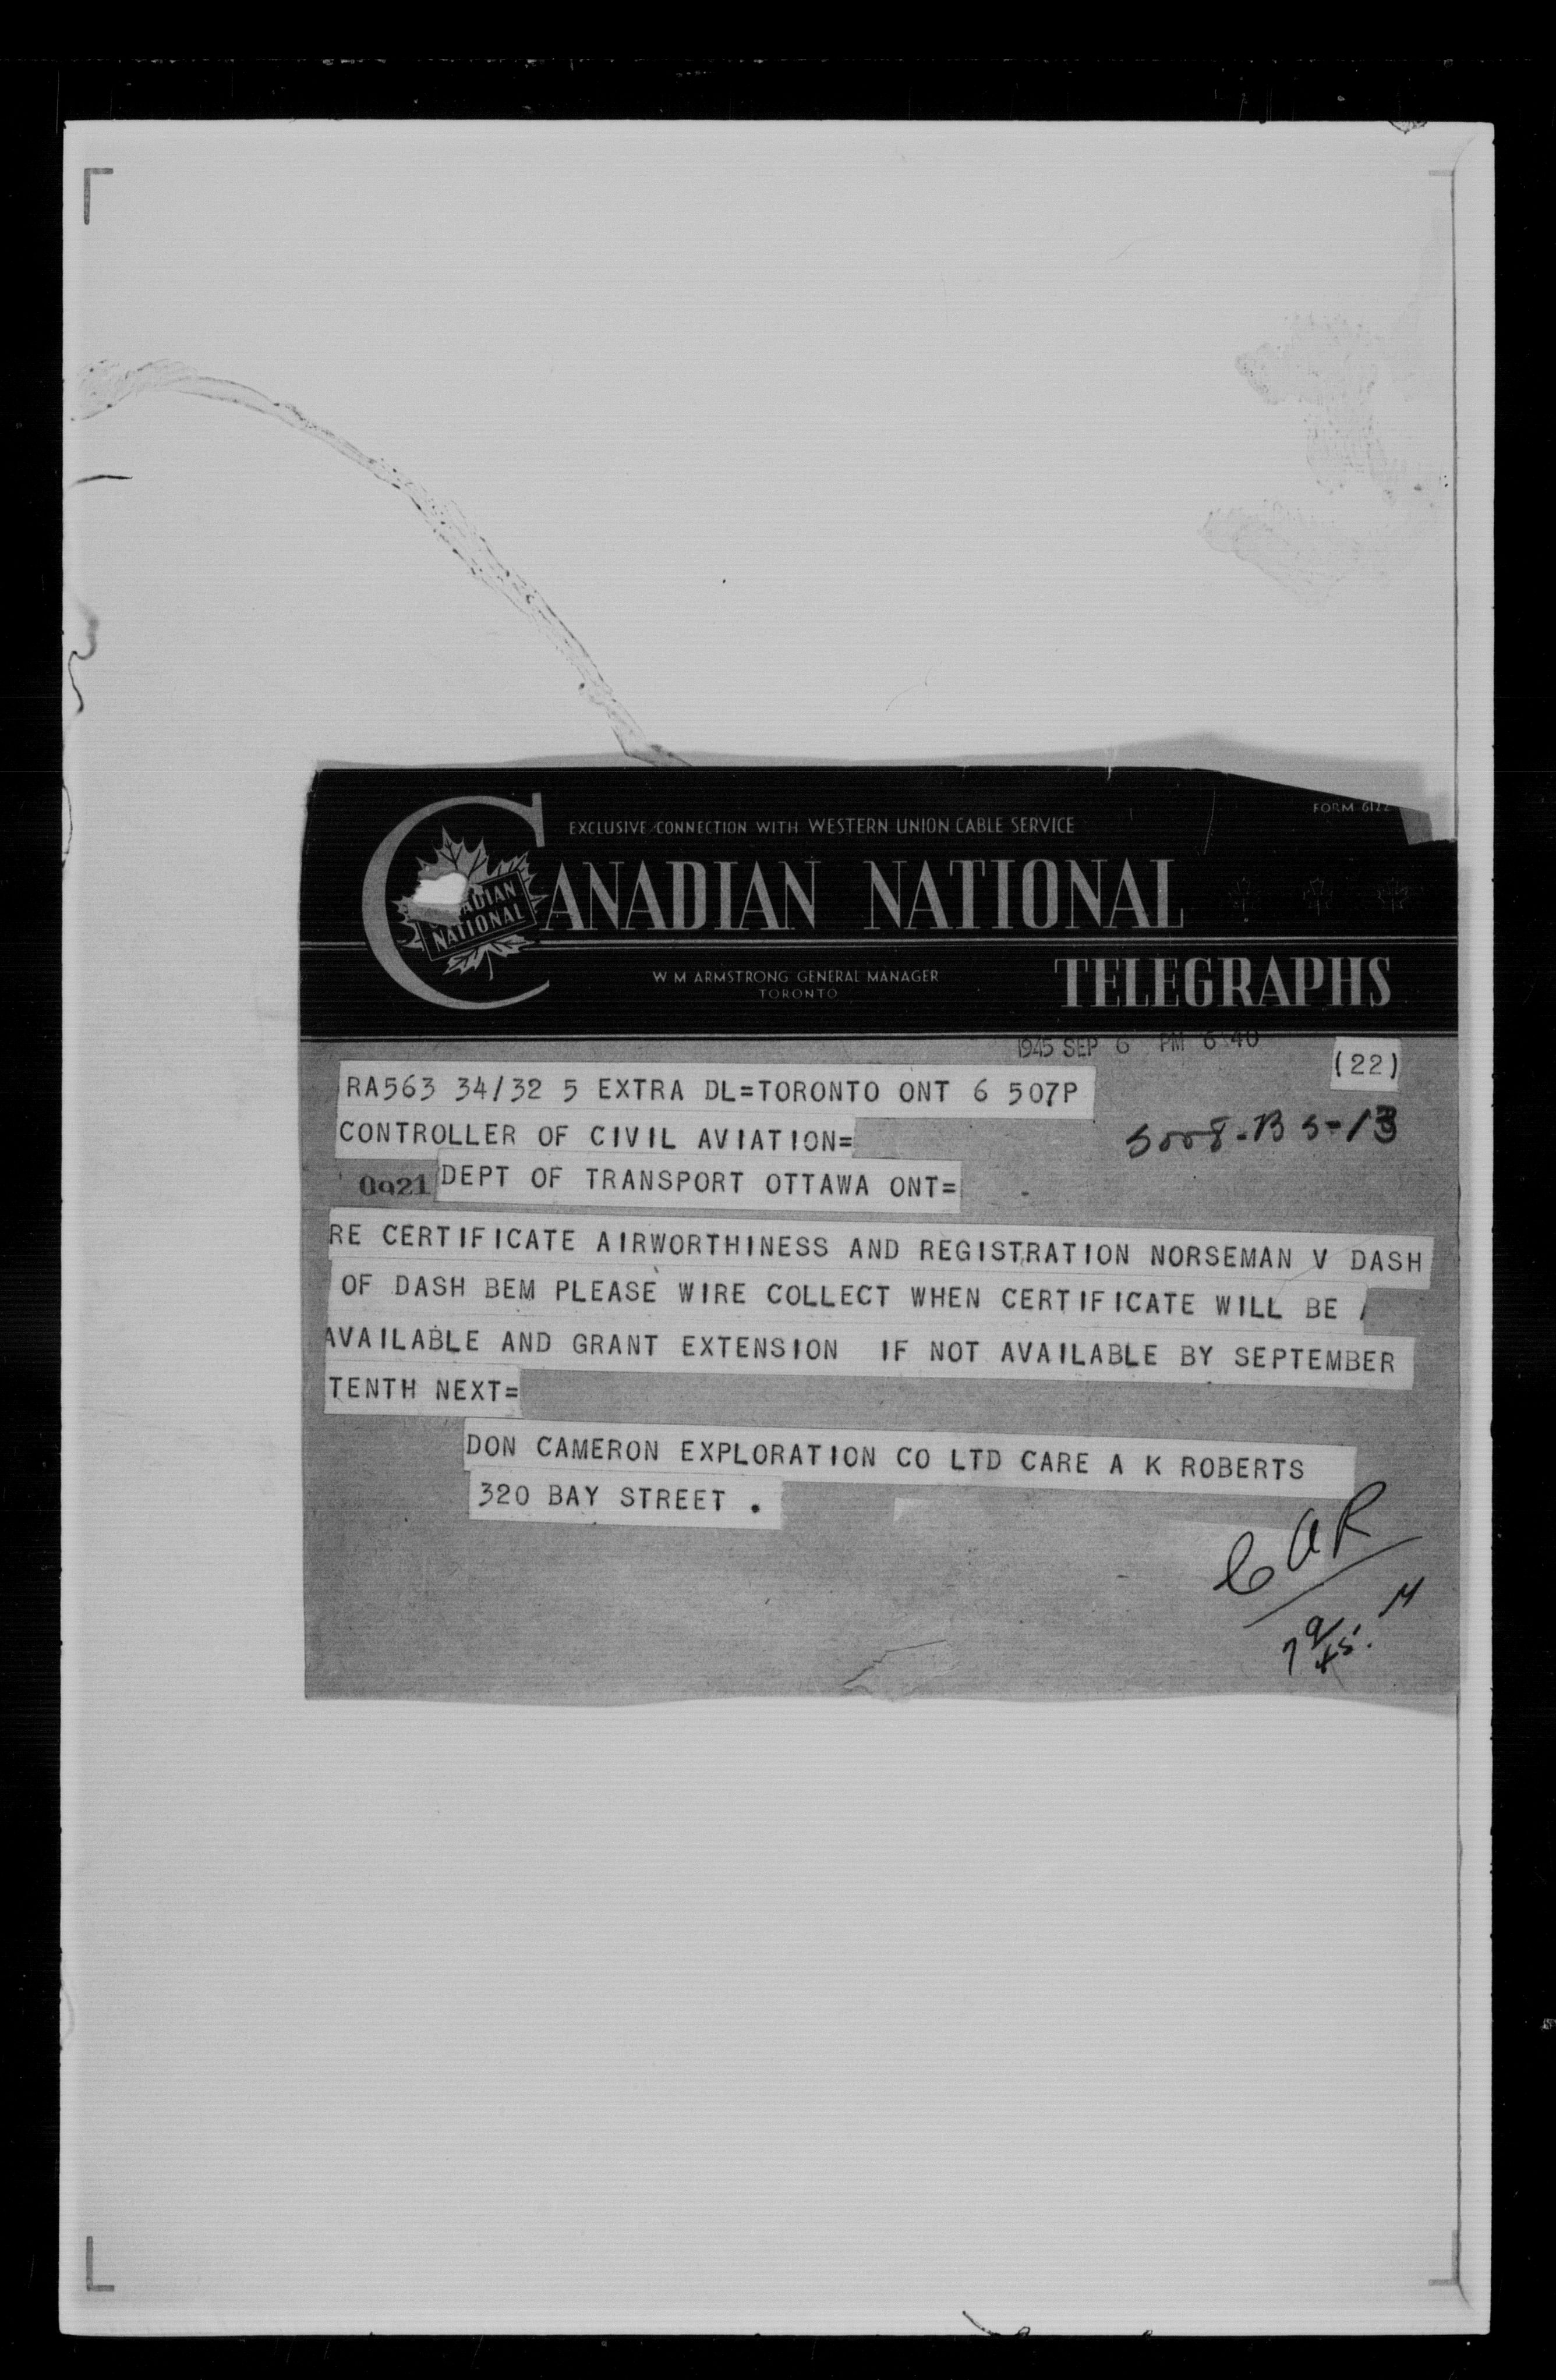 FORM 6122
EXCLUSIVE CONNECTION WITH WESTERN UNION CABLE SERVICE
CANADIAN NATIONAL
ADIAN
NATIONAL
W M ARMSTRONG GENERAL MANAGER
TORONTO
TELEGRAPHS
1945 SEP 6 PM 6 40
(22)
RA563 34/32 5 EXTRA DL=TORONTO ONT 6 507P
CONTROLLER OF CIVIL AVIATION=
5008-B 5-13
0921 DEPT OF TRANSPORT OTTAWA ONT=
RE CERTIFICATE AIRWORTHINESS AND REGISTRATION NORSEMAN V DASH
OF DASH BEM PLEASE WIRE COLLECT WHEN CERTIFICATE WILL BE
AVAILABLE AND GRANT EXTENSION IF NOT AVAILABLE BY SEPTEMBER
TENTH NEXT=
DON CAMERON EXPLORATION CO LTD CARE A K ROBERTS
320 BAY STREET .
CAR
7 9/45. M